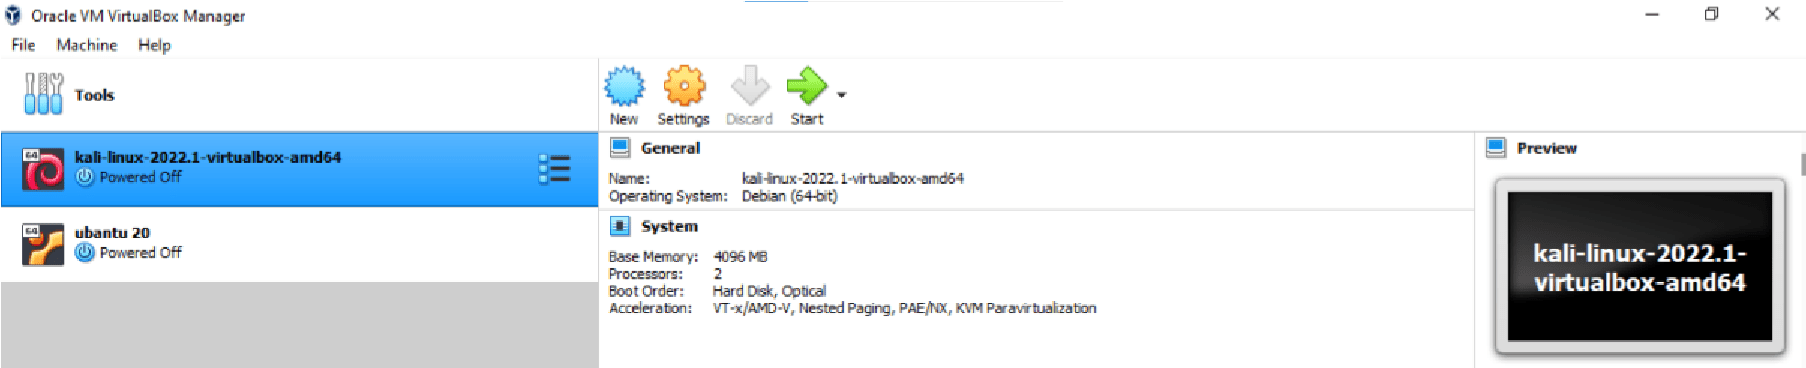 Oracle VM VirtualBox Manager
File Machine Help
Tools
New Settings Discard Start
64 kali-linux-2022.1-virtualbox-amd64
Powered Off
64 ubantu 20
Powered Off
General
Name: kali-linux-2022.1-virtualbox-amd64
Operating System: Debian (64-bit)
System
Base Memory: 4096 MB
Processors: 2
Boot Order: Hard Disk, Optical
Acceleration: VT-x/AMD-V, Nested Paging, PAE/NX, KVM Paravirtualization
Preview
kali-linux-2022.1-
virtualbox-amd64